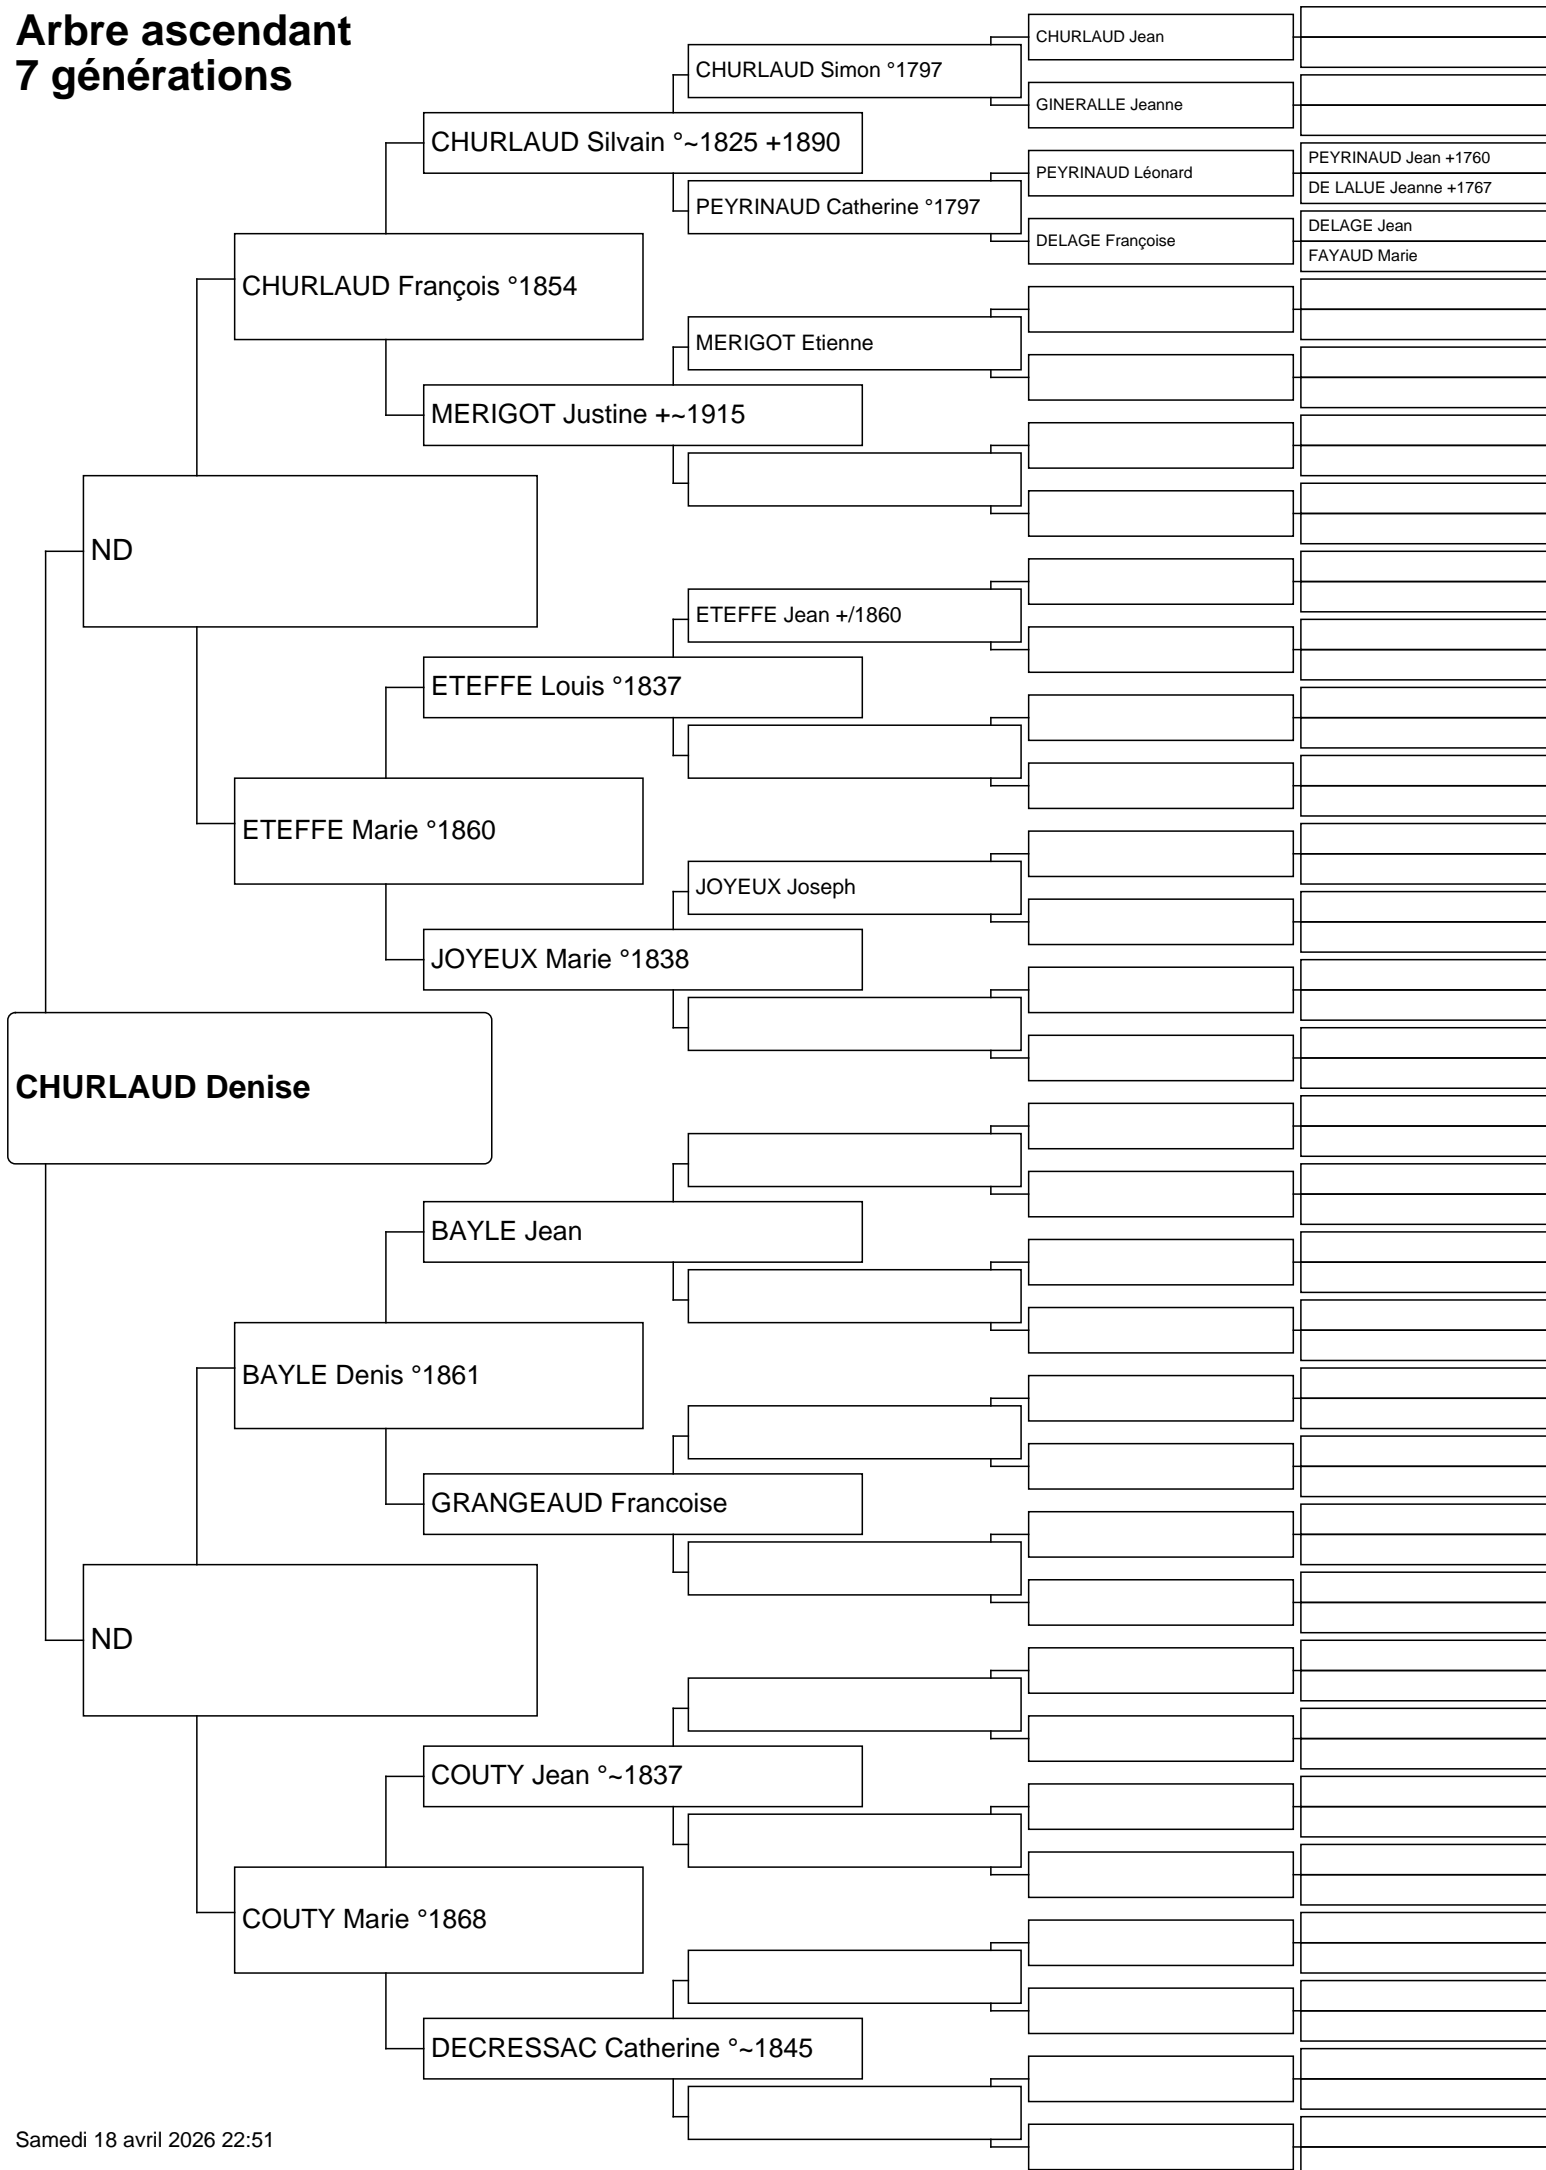 Arbre ascendant
7 générations
CHURLAUD Jean
CHURLAUD Simon °1797
GINERALLE Jeanne
CHURLAUD Silvain °~1825 +1890
PEYRINAUD Jean +1760
PEYRINAUD Léonard
DE LALUE Jeanne +1767
PEYRINAUD Catherine °1797
DELAGE Jean
DELAGE Françoise
FAYAUD Marie
CHURLAUD François °1854
MERIGOT Etienne
MERIGOT Justine +~1915
ND
ETEFFE Jean +/1860
ETEFFE Louis °1837
ETEFFE Marie °1860
JOYEUX Joseph
JOYEUX Marie °1838
CHURLAUD Denise
BAYLE Jean
BAYLE Denis °1861
GRANGEAUD Francoise
ND
COUTY Jean °~1837
COUTY Marie °1868
DECRESSAC Catherine °~1845
Samedi 18 avril 2026 22:51